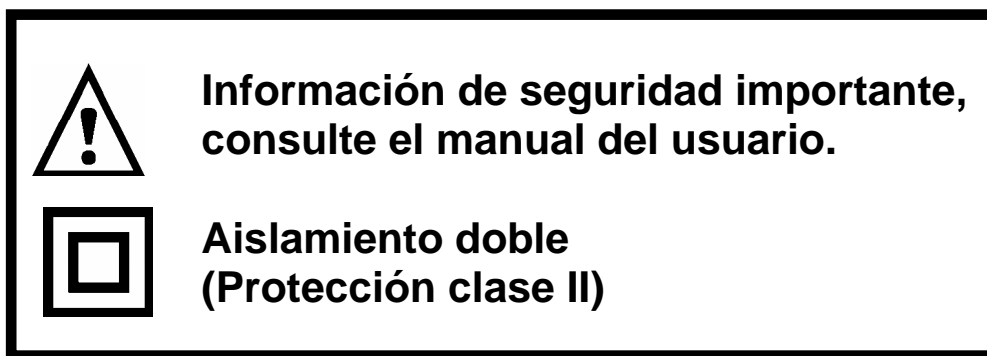 Información de seguridad importante,
consulte el manual del usuario.
Aislamiento doble
(Protección clase II)